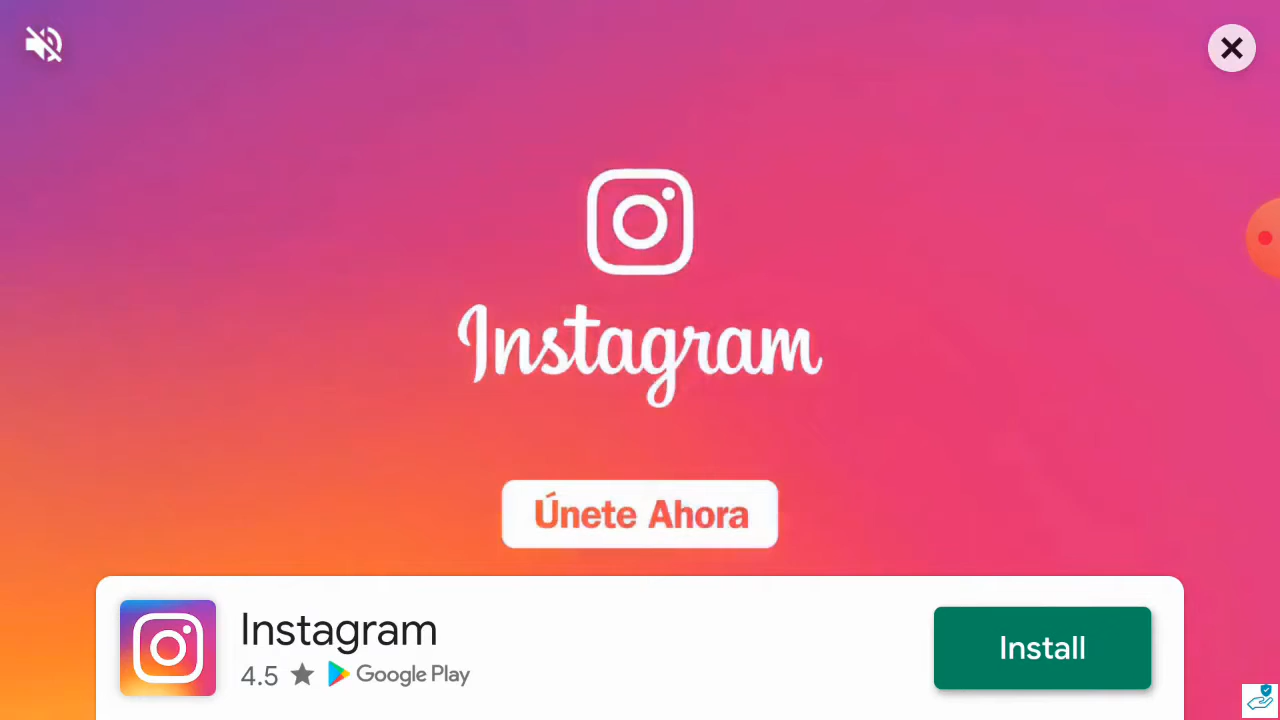 Instagram
Únete Ahora
Instagram
4.5 ★ Google Play
Install